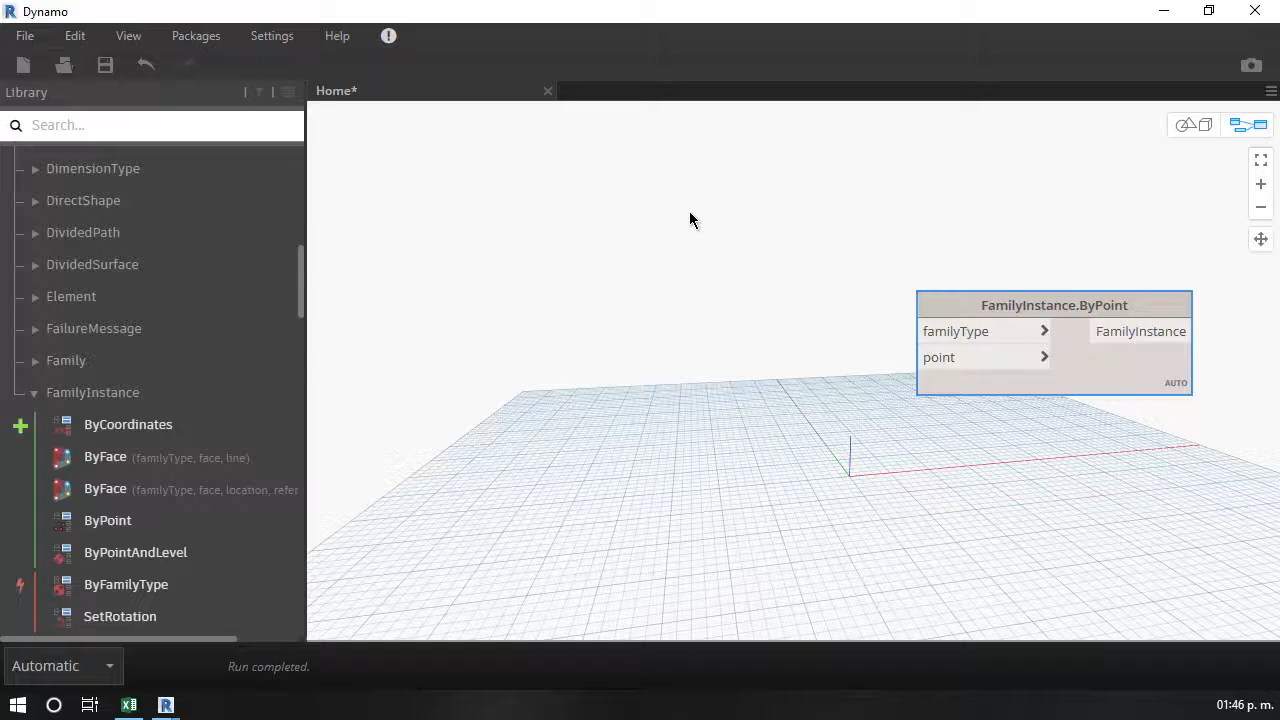 Dynamo
File Edit View Packages Settings Help
Library
Home*
Search...
DimensionType
DirectShape
DividedPath
DividedSurface
Element
FailureMessage
Family
FamilyInstance
ByCoordinates
ByFace (familyType, face, line)
ByFace (familyType, face, location, refer
ByPoint
ByPointAndLevel
ByFamilyType
SetRotation
FamilyInstance.ByPoint
familyType > FamilyInstance
point >
AUTO
Automatic
Run completed.
01:46 p. m.